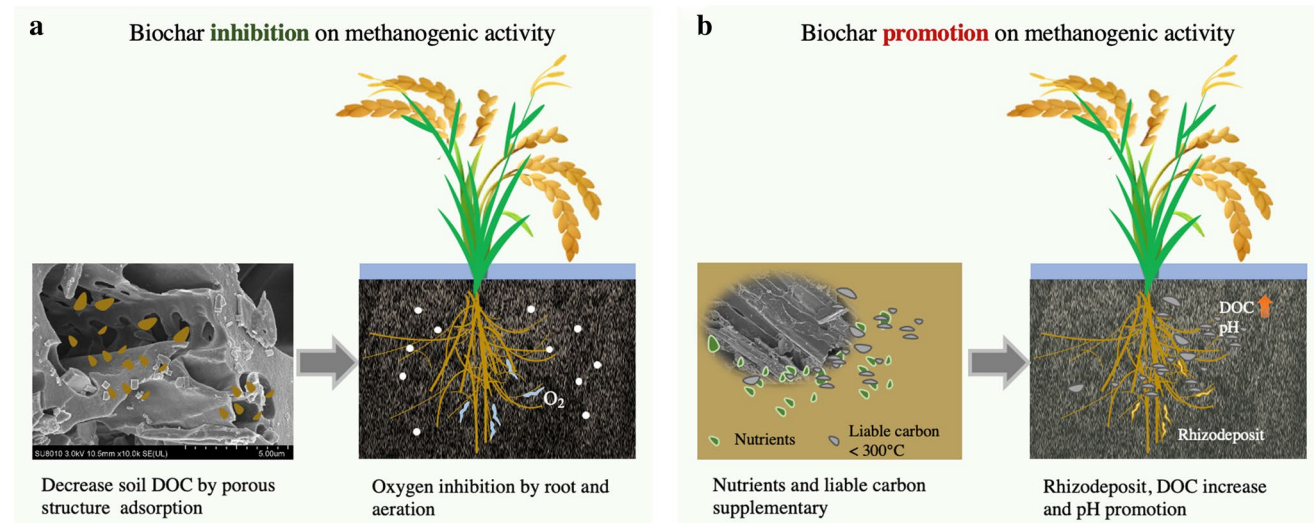 a
Biochar inhibition on methanogenic activity
SU8010 3.0kV 10.5mm x10.0k SE(UL)
5.00um
O₂
Decrease soil DOC by porous
structure adsorption
Oxygen inhibition by root and
aeration
b
Biochar promotion on methanogenic activity
Nutrients
Liable carbon
< 300°C
DOC
pH
Rhizodeposit
Nutrients and liable carbon
supplementary
Rhizodeposit, DOC increase
and pH promotion